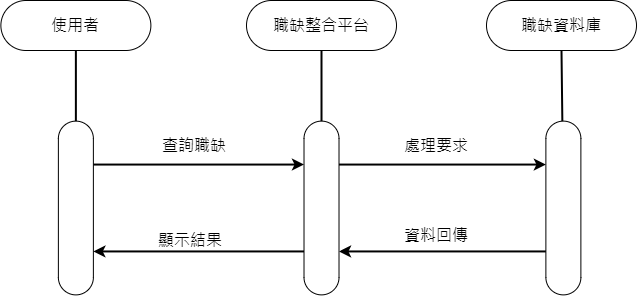 使用者
職缺整合平台
職缺資料庫
查詢職缺
處理要求
顯示結果
資料回傳